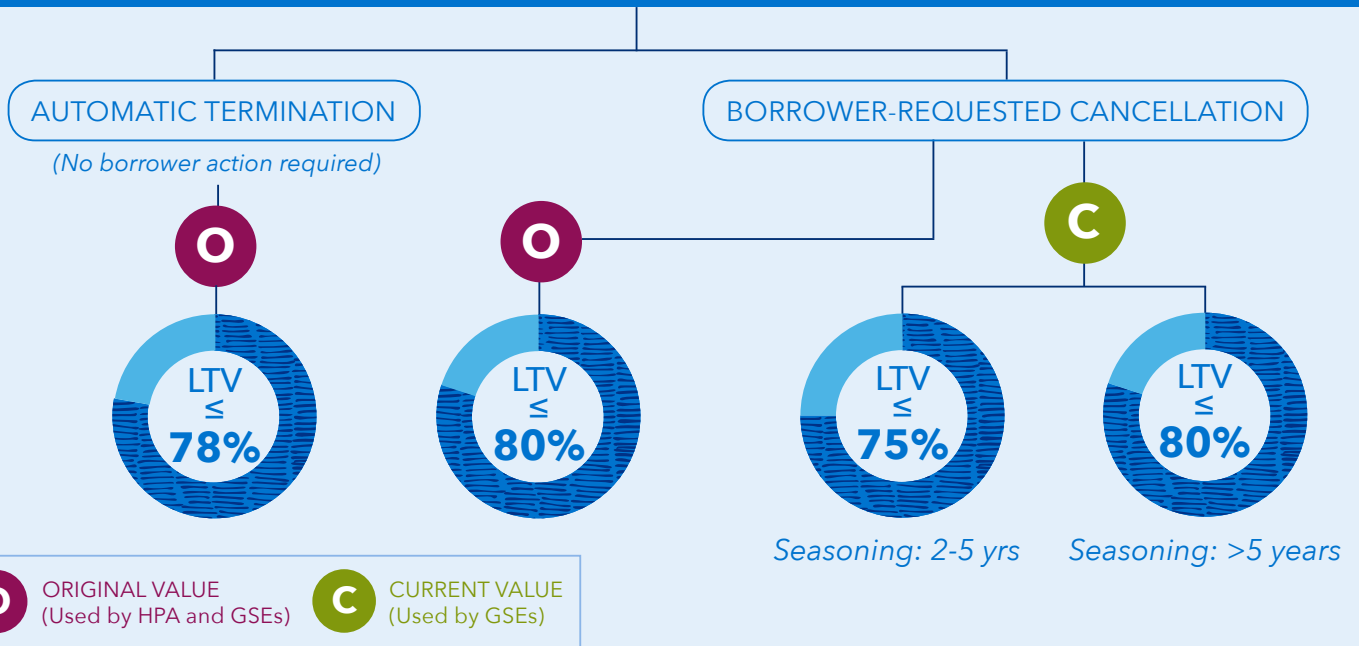 AUTOMATIC TERMINATION
BORROWER-REQUESTED CANCELLATION
(No borrower action required)
O
O
C
LTV
≤
78%
LTV
≤
80%
LTV
≤
75%
LTV
≤
80%
Seasoning: 2-5 yrs
Seasoning: >5 years
O
ORIGINAL VALUE
(Used by HPA and GSEs)
C
CURRENT VALUE
(Used by GSEs)